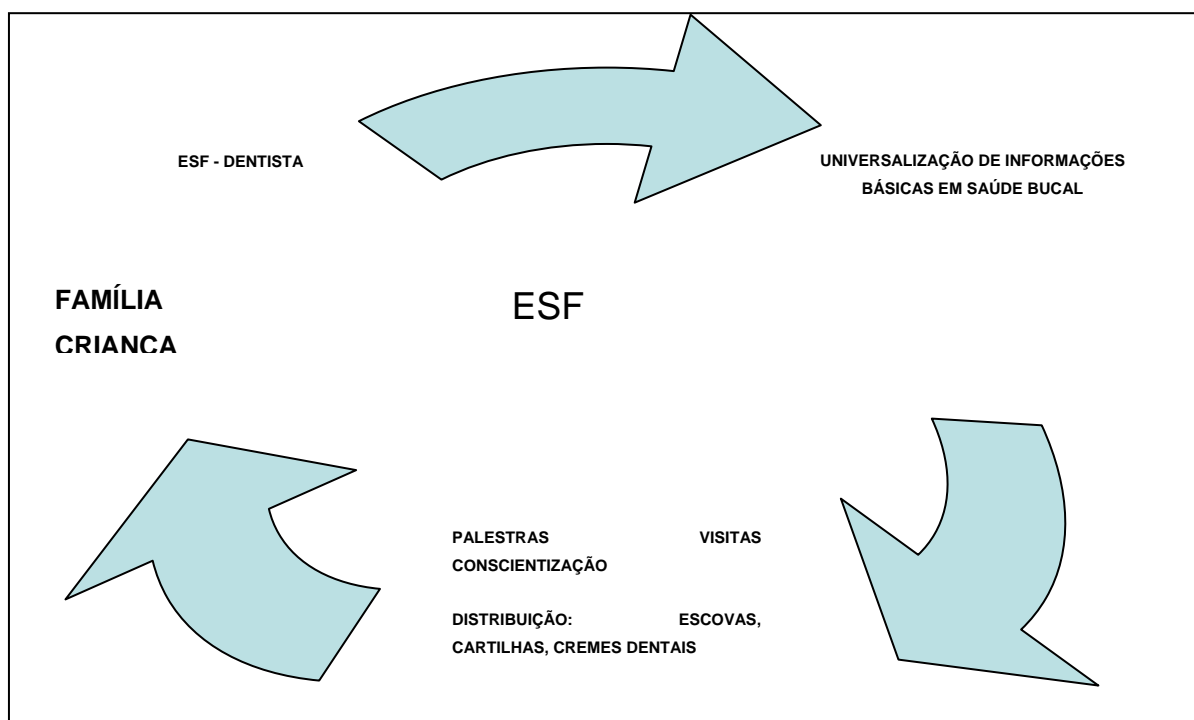 ESF - DENTISTA
UNIVERSALIZAÇÃO DE INFORMAÇÕES
BÁSICAS EM SAÚDE BUCAL
FAMÍLIA
CRIANCA
ESF
PALESTRAS VISITAS
CONSCIENTIZAÇÃO
DISTRIBUIÇÃO: ESCOVAS,
CARTILHAS, CREMES DENTAIS